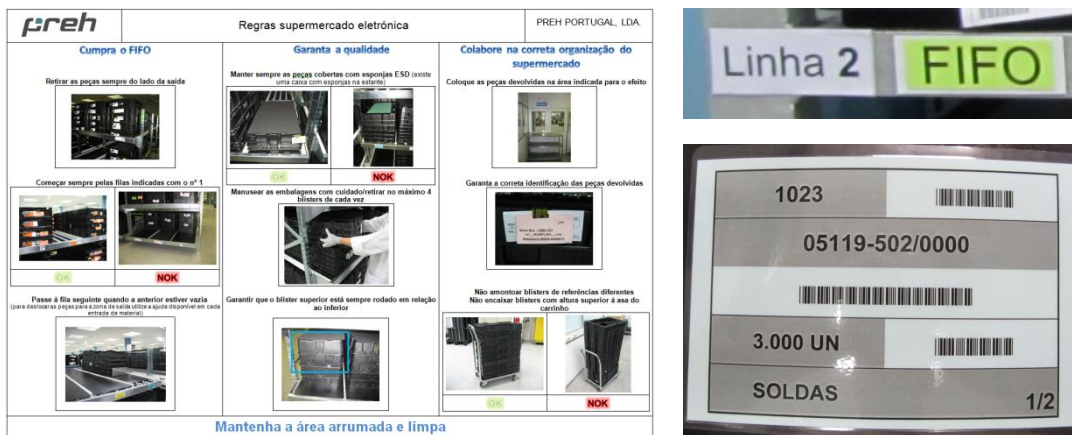 preh
Regras supermercado eletrónica
PREH PORTUGAL, LDA.
Cumpra o FIFO
Retirar as peças sempre do lado da saída
Começar sempre pelas filas indicadas com o nº 1
OK
NOK
Passe à fila seguinte quando a anterior estiver vazia
(para deslocar as peças para a zona de saída utilize a ajuda disponível em cada
entrada de material)
Garanta a qualidade
Manter sempre as peças cobertas com esponjas ESD (existe
uma caixa com esponjas na estante)
OK
NOK
Manusear as embalagens com cuidado/retirar no máximo 4
blisters de cada vez
Garantir que o blister superior está sempre rodado em relação
ao inferior
Colabore na correta organização do
supermercado
Coloque as peças devolvidas na área indicada para o efeito
Garanta a correta identificação das peças devolvidas
Não amontoar blisters de referências diferentes
Não encaixar blisters com altura superior á asa do
carrinho
OK
NOK
Mantenha a área arrumada e limpa
Linha 2
FIFO
1023
05119-502/0000
3.000 UN
SOLDAS
1/2